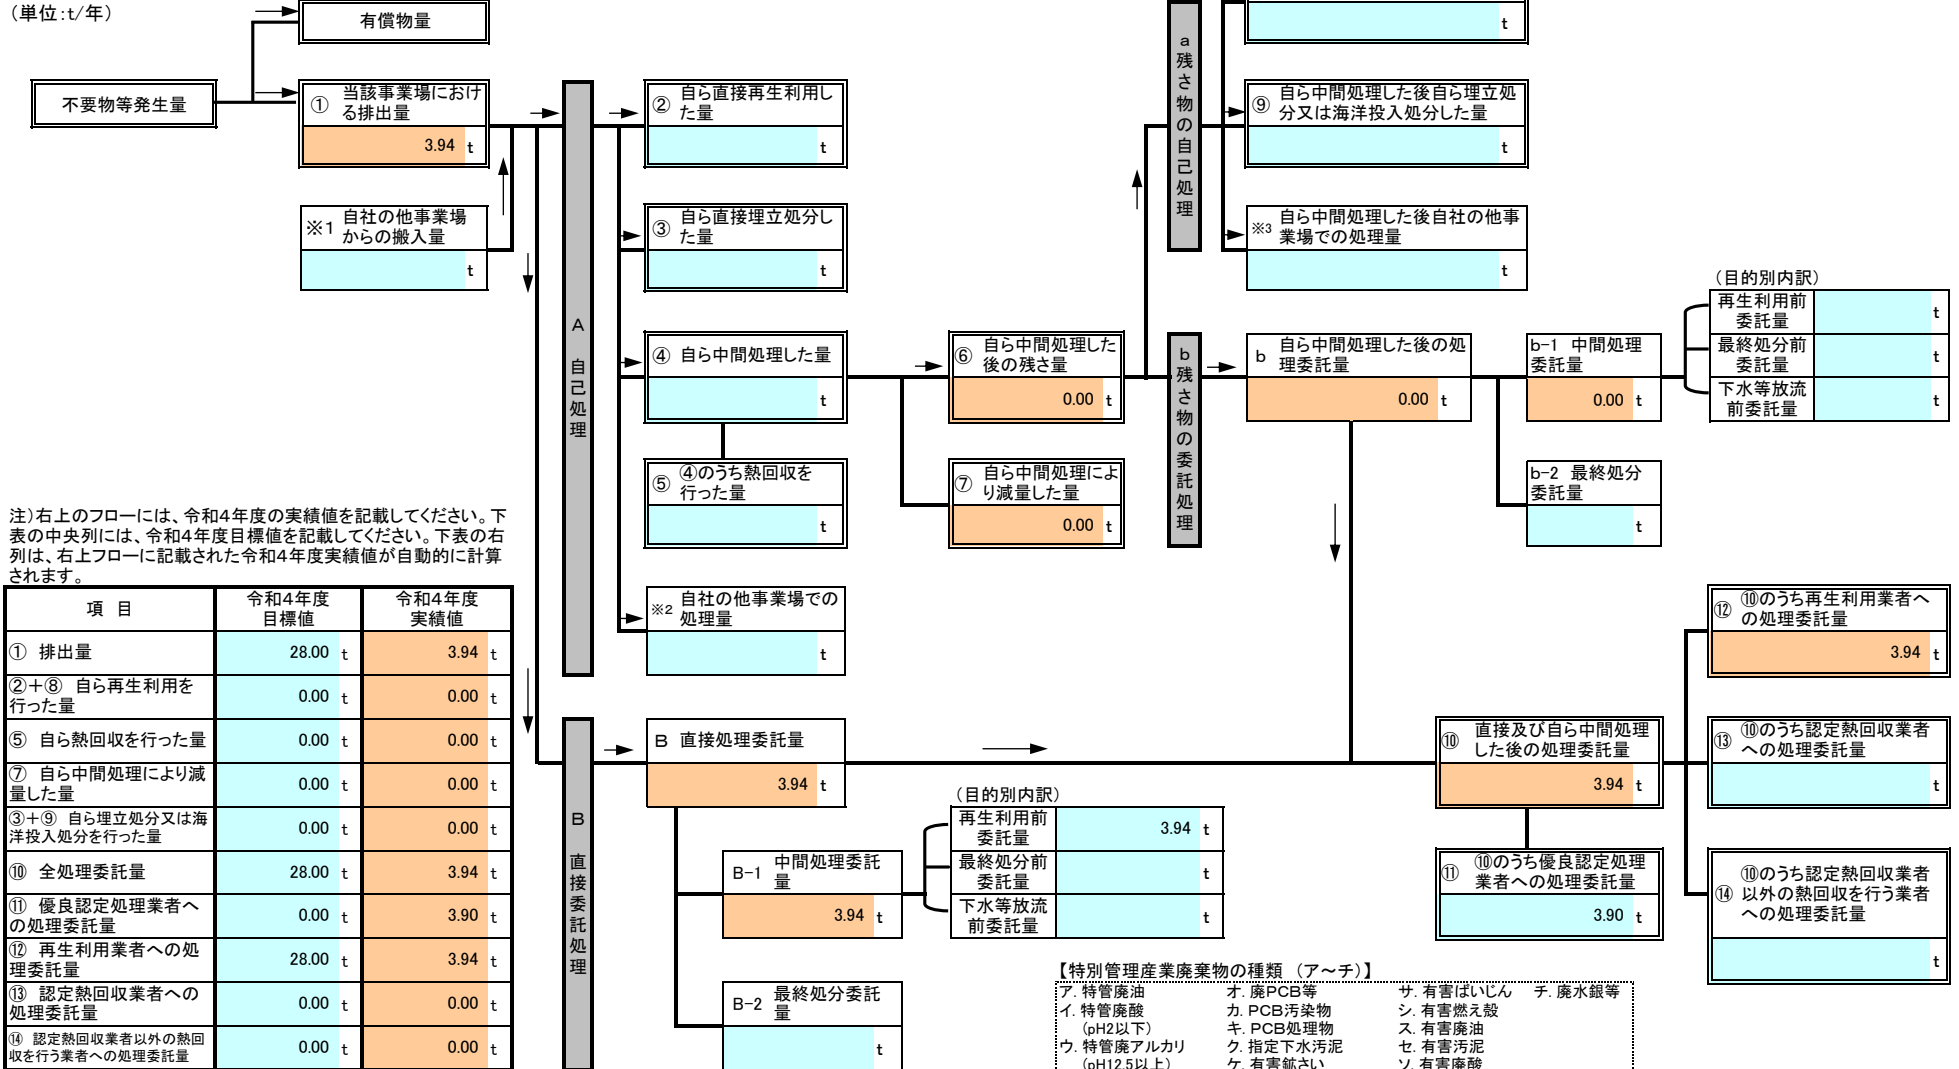 （単位：t/年）
有償物量
t
不要物等発生量
① 当該事業場におけ
る排出量
3.94 t
※1 自社の他事業場
からの搬入量
t
A 自己処理
② 自ら直接再生利用し
た量
t
③ 自ら直接埋立処分し
た量
t
④ 自ら中間処理した量
t
⑤ ④のうち熱回収を
行った量
t
※2 自社の他事業場での
処理量
t
⑥ 自ら中間処理した
後の残さ量
0.00 t
⑦ 自ら中間処理によ
り減量した量
0.00 t
a 残さ物の自己処理
⑨ 自ら中間処理した後自ら埋立処
分又は海洋投入処分した量
t
※3 自ら中間処理した後自社の他事
業場での処理量
t
b 残さ物の委託処理
b 自ら中間処理した後の処
理委託量
0.00 t
b-1 中間処理
委託量
0.00 t
b-2 最終処分
委託量
t
（目的別内訳）
再生利用前
委託量 t
最終処分前
委託量 t
下水等放流
前委託量 t
注）右上のフローには、令和4年度の実績値を記載してください。下
表の中央列には、令和4年度目標値を記載してください。下表の右
列は、右上フローに記載された令和4年度実績値が自動的に計算
されます。
項 目 令和4年度
目標値 令和4年度
実績値
① 排出量 28.00 t 3.94 t
②＋⑧ 自ら再生利用を
行った量 0.00 t 0.00 t
⑤ 自ら熱回収を行った量 0.00 t 0.00 t
⑦ 自ら中間処理により減
量した量 0.00 t 0.00 t
③＋⑨ 自ら埋立処分又は海
洋投入処分を行った量 0.00 t 0.00 t
⑩ 全処理委託量 28.00 t 3.94 t
⑪ 優良認定処理業者へ
の処理委託量 0.00 t 3.90 t
⑫ 再生利用業者への処
理委託量 28.00 t 3.94 t
⑬ 認定熱回収業者への
処理委託量 0.00 t 0.00 t
⑭ 認定熱回収業者以外の熱回
収を行う業者への処理委託量 0.00 t 0.00 t
B 直接委託処理
B 直接処理委託量
3.94 t
B-1 中間処理委託
量
3.94 t
B-2 最終処分委託
量
t
（目的別内訳）
再生利用前
委託量 3.94 t
最終処分前
委託量 t
下水等放流
前委託量 t
⑩ 直接及び自ら中間処理
した後の処理委託量
3.94 t
⑪ ⑩のうち優良認定処理
業者への処理委託量
3.90 t
⑫ ⑩のうち再生利用業者へ
の処理委託量
3.94 t
⑬ ⑩のうち認定熱回収業者
への処理委託量
t
⑭ ⑩のうち認定熱回収業者
以外の熱回収を行う業者
への処理委託量
t
【特別管理産業廃棄物の種類 （ア～チ）】
ア. 特管廃油 オ. 廃PCB等 サ. 有害ばいじん チ. 廃水銀等
イ. 特管廃酸 カ. PCB汚染物 シ. 有害燃え殻
（pH2以下） キ. PCB処理物 ス. 有害廃油
ウ. 特管廃アルカリ ク. 指定下水汚泥 セ. 有害汚泥
（pH12.5以上） ケ. 有害鉱さい ソ. 有害廃酸